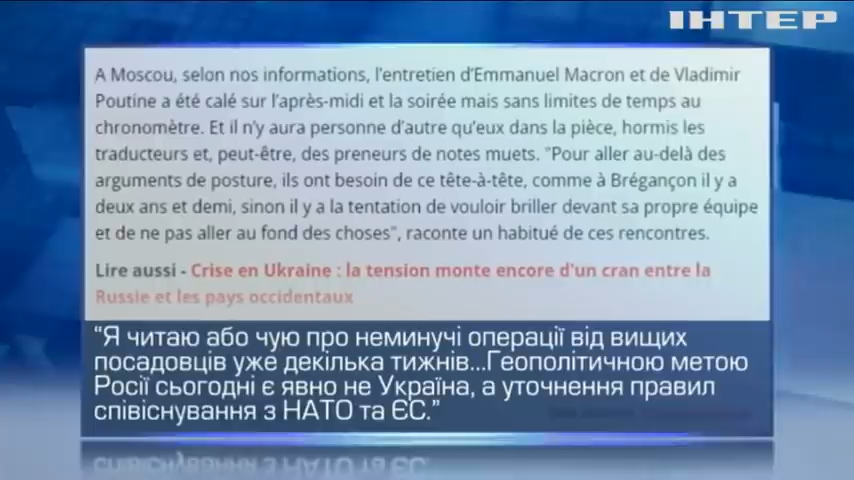 ІНТЕР
A Moscou, selon nos informations, l'entretien d'Emmanuel Macron et de Vladimir
Poutine a été calé sur l'après-midi et la soirée mais sans limites de temps au
chronomètre. Et il n'y aura personne d'autre qu'eux dans la pièce, hormis les
traducteurs et, peut-être, des preneurs de notes muets. "Pour aller au-delà des
arguments de posture, ils ont besoin de ce tête-à-tête, comme à Brégançon il y a
deux ans et demi, sinon il y a la tentation de vouloir briller devant sa propre équipe
et de ne pas aller au fond des choses", raconte un habitué de ces rencontres.
Lire aussi - Crise en Ukraine : la tension monte encore d'un cran entre la
Russie et les pays occidentaux
“Я читаю або чую про неминучі операції від вищих
посадовців уже декілька тижнів...Геополітичною метою
Росії сьогодні є явно не Україна, а уточнення правил
співіснування з НАТО та ЄС.”